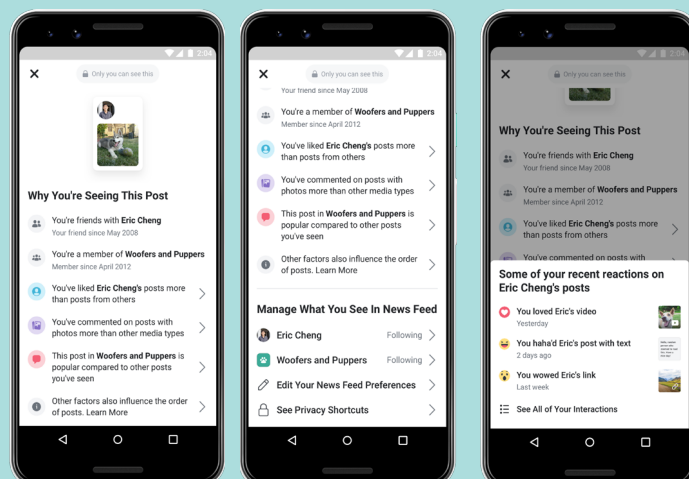 2:04
Only you can see this
Why You're Seeing This Post
You're friends with Eric Cheng
Your friend since May 2008
You're a member of Woofers and Puppers
Member since April 2012
You've liked Eric Cheng's posts more
than posts from others
You've commented on posts with
photos more than other media types
This post in Woofers and Puppers is
popular compared to other posts
you've seen
Other factors also influence the order
of posts. Learn More
2:04
Only you can see this
Your friend since May 2008
You're a member of Woofers and Puppers
Member since April 2012
You've liked Eric Cheng's posts more
than posts from others
You've commented on posts with
photos more than other media types
This post in Woofers and Puppers is
popular compared to other posts
you've seen
Other factors also influence the order
of posts. Learn More
Manage What You See In News Feed
Eric Cheng Following
Woofers and Puppers Following
Edit Your News Feed Preferences
See Privacy Shortcuts
2:04
Only you can see this
Why You're Seeing This Post
You're friends with Eric Cheng
Your friend since May 2008
You're a member of Woofers and Puppers
Member since April 2012
You've liked Eric Cheng's posts more
than posts from others
You've commented on posts with
Some of your recent reactions on
Eric Cheng's posts
You loved Eric's video
Yesterday
You haha'd Eric's post with text
2 days ago
You wowed Eric's link
Last week
See All of Your Interactions